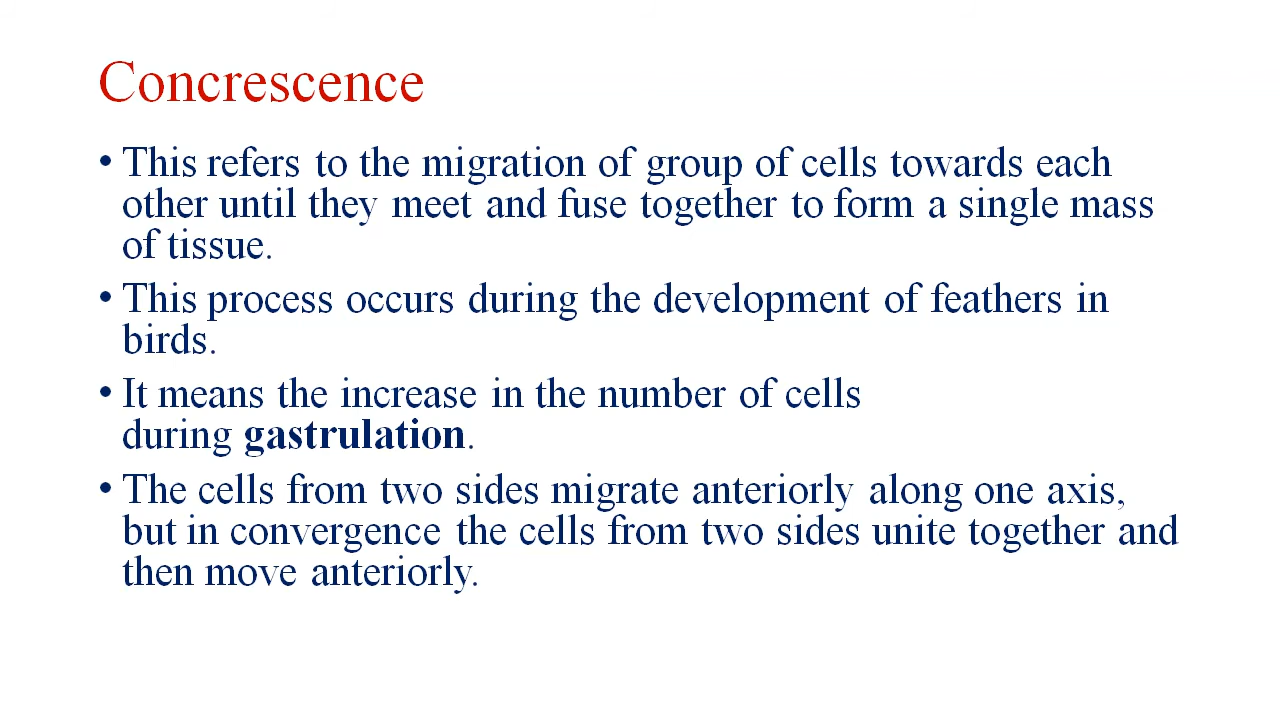 Concrescence
• This refers to the migration of group of cells towards each
other until they meet and fuse together to form a single mass
of tissue.
• This process occurs during the development of feathers in
birds.
• It means the increase in the number of cells
during gastrulation.
• The cells from two sides migrate anteriorly along one axis,
but in convergence the cells from two sides unite together and
then move anteriorly.